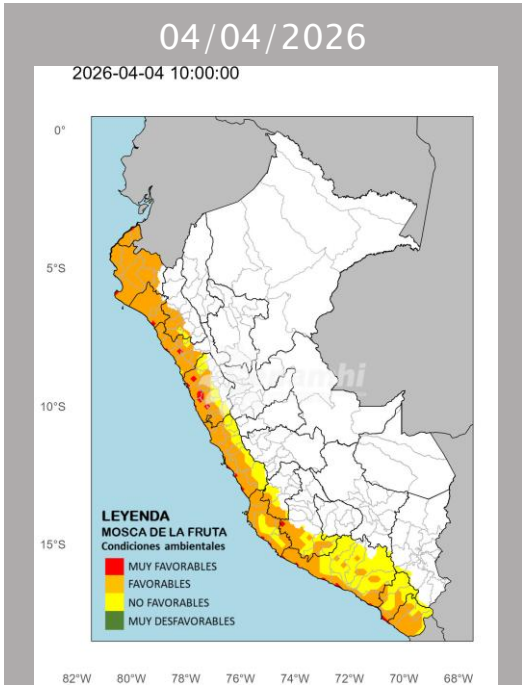 04/04/2026
2026-04-04 10:00:00
0°
5°S
10°S
15°S
LEYENDA
MOSCA DE LA FRUTA
Condiciones ambientales
MUY FAVORABLES
FAVORABLES
NO FAVORABLES
MUY DESFAVORABLES
82°W 80°W 78°W 76°W 74°W 72°W 70°W 68°W